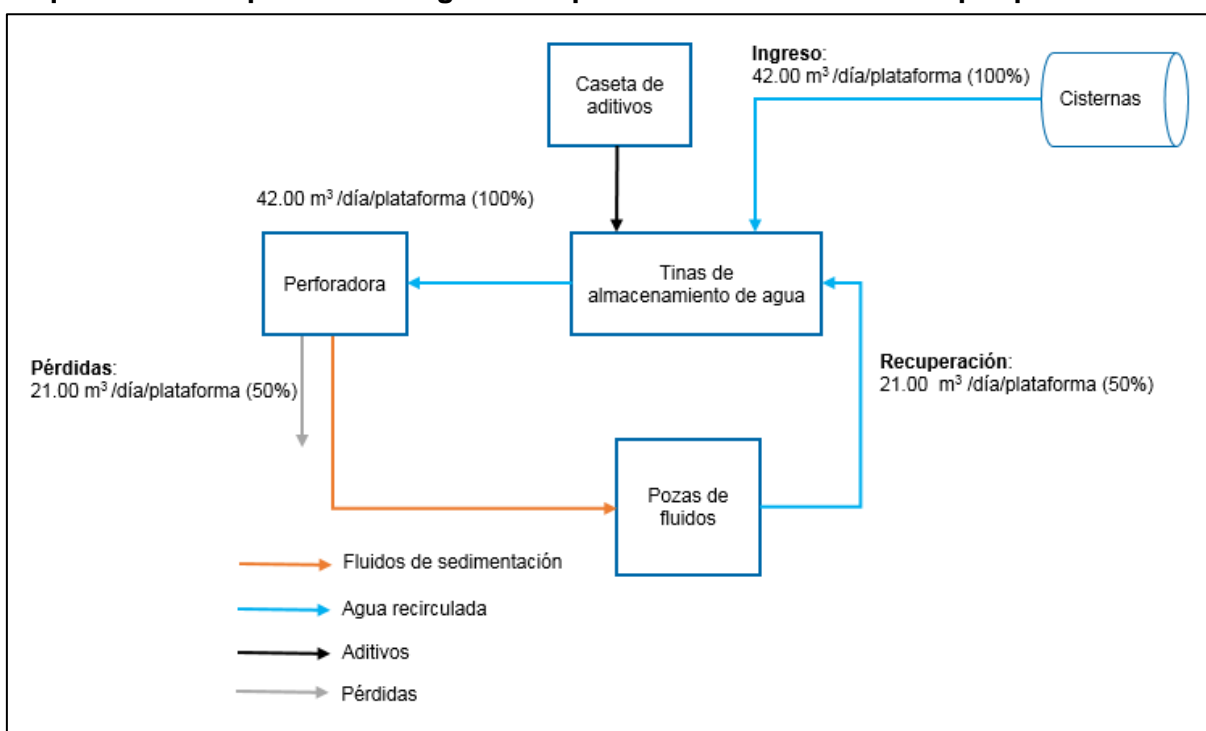 Ingreso:
42.00 m³ /día/plataforma (100%)
Caseta de
aditivos
Cisternas
42.00 m³ /día/plataforma (100%)
Perforadora
Tinas de
almacenamiento de agua
Pérdidas:
21.00 m³ /día/plataforma (50%)
Recuperación:
21.00 m³ /día/plataforma (50%)
Pozas de
fluidos
Fluidos de sedimentación
Agua recirculada
Aditivos
Pérdidas